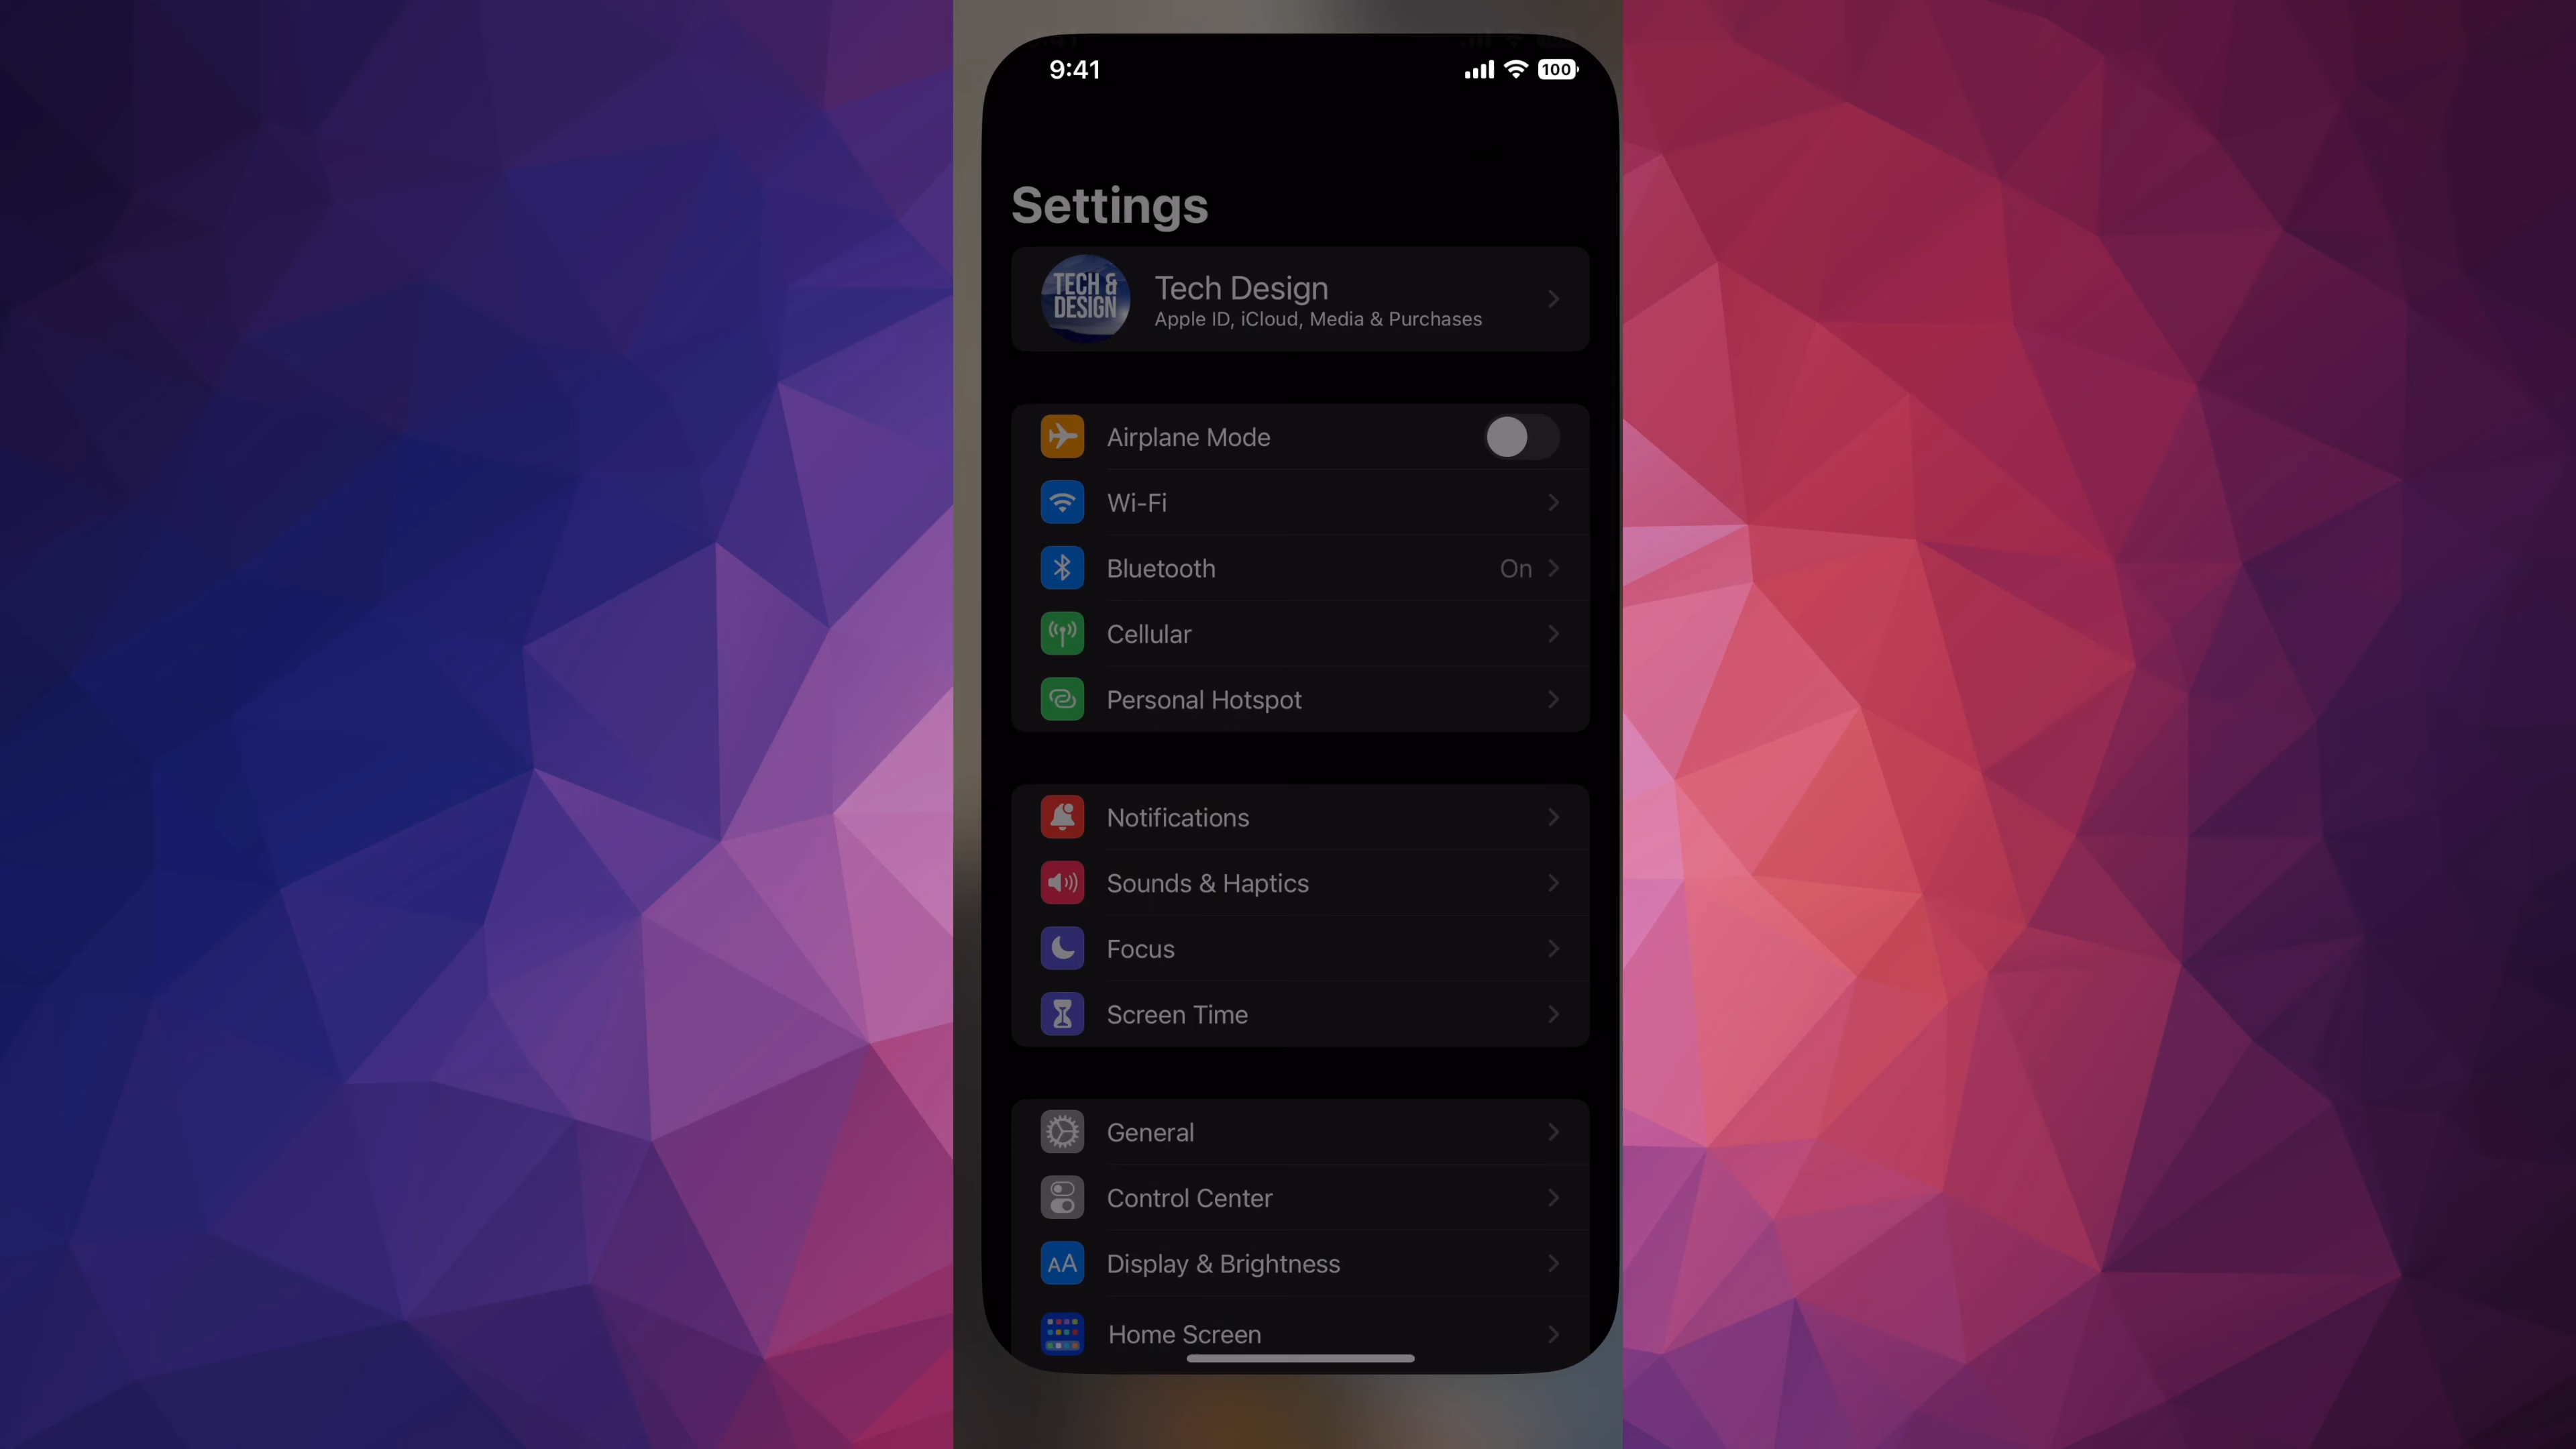 9:41
100
Settings
TECH &
DESIGN
Tech Design
Apple ID, iCloud, Media & Purchases
Airplane Mode
Wi-Fi
Bluetooth
On
Cellular
Personal Hotspot
Notifications
Sounds & Haptics
Focus
Screen Time
General
Control Center
AA
Display & Brightness
Home Screen